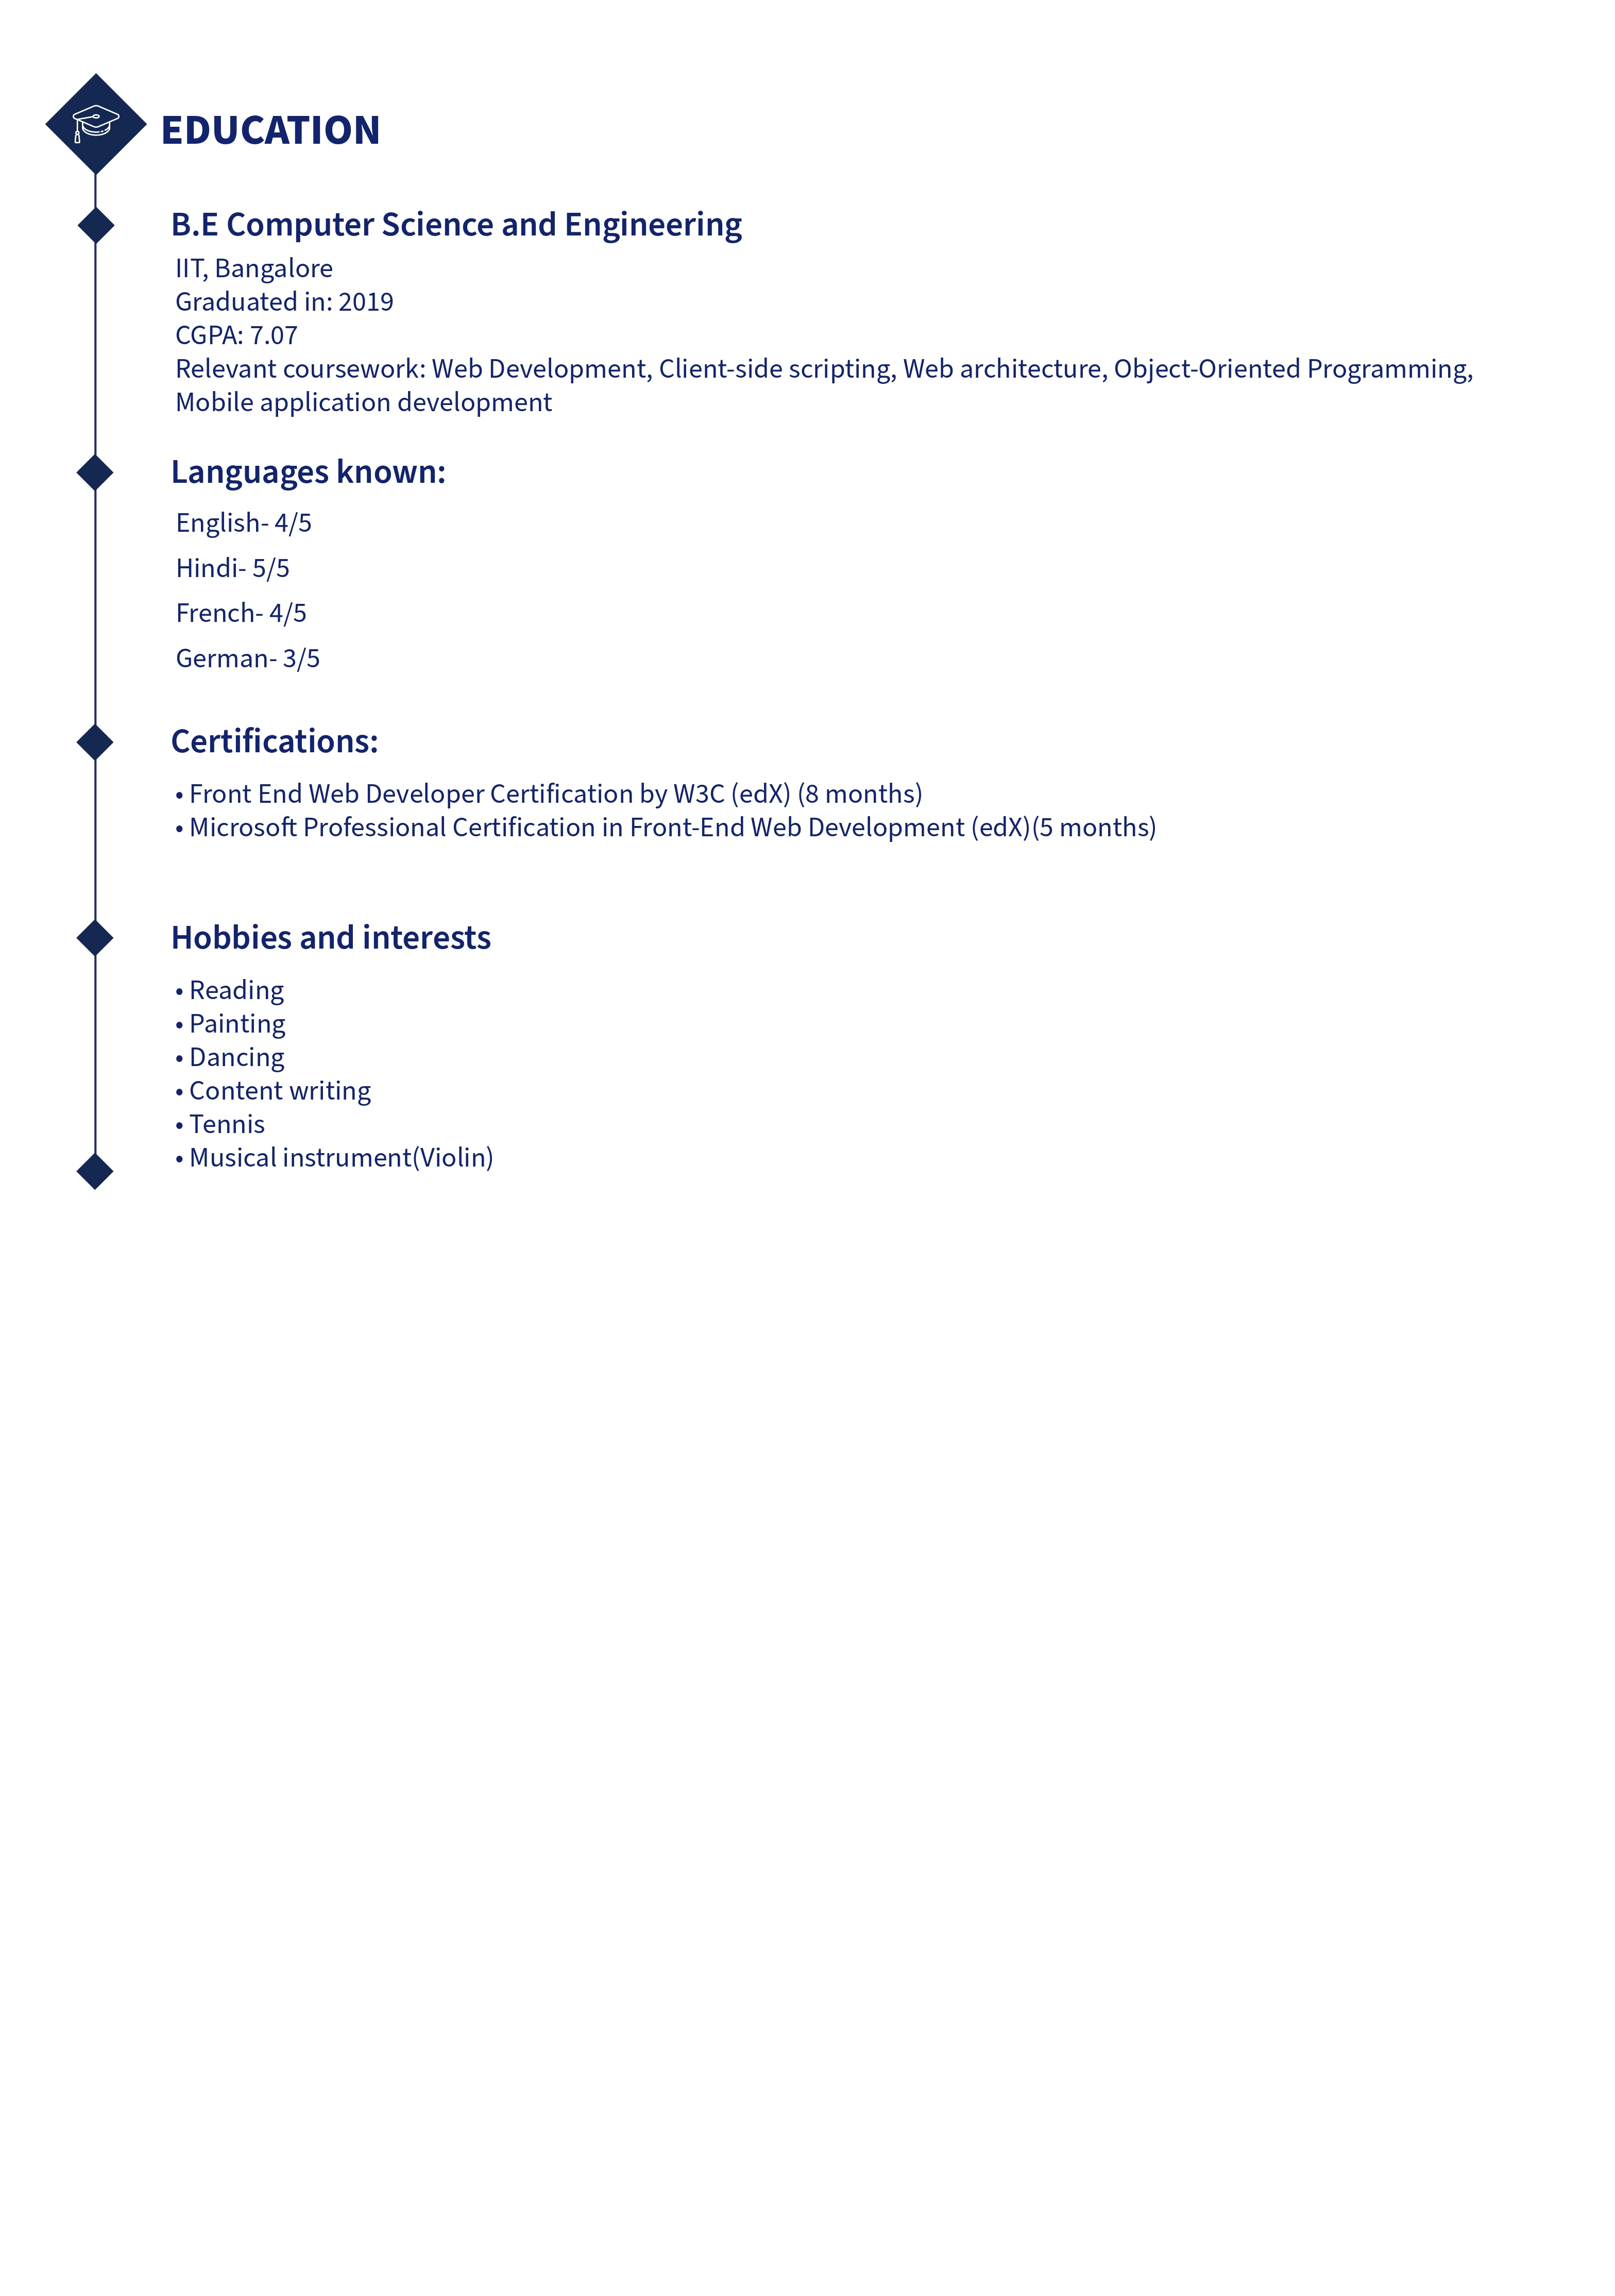 EDUCATION
B.E Computer Science and Engineering
IIT, Bangalore
Graduated in: 2019
CGPA: 7.07
Relevant coursework: Web Development, Client-side scripting, Web architecture, Object-Oriented Programming,
Mobile application development
Languages known:
English- 4/5
Hindi- 5/5
French- 4/5
German- 3/5
Certifications:
• Front End Web Developer Certification by W3C (edX) (8 months)
• Microsoft Professional Certification in Front-End Web Development (edX)(5 months)
Hobbies and interests
• Reading
• Painting
• Dancing
• Content writing
• Tennis
• Musical instrument(Violin)